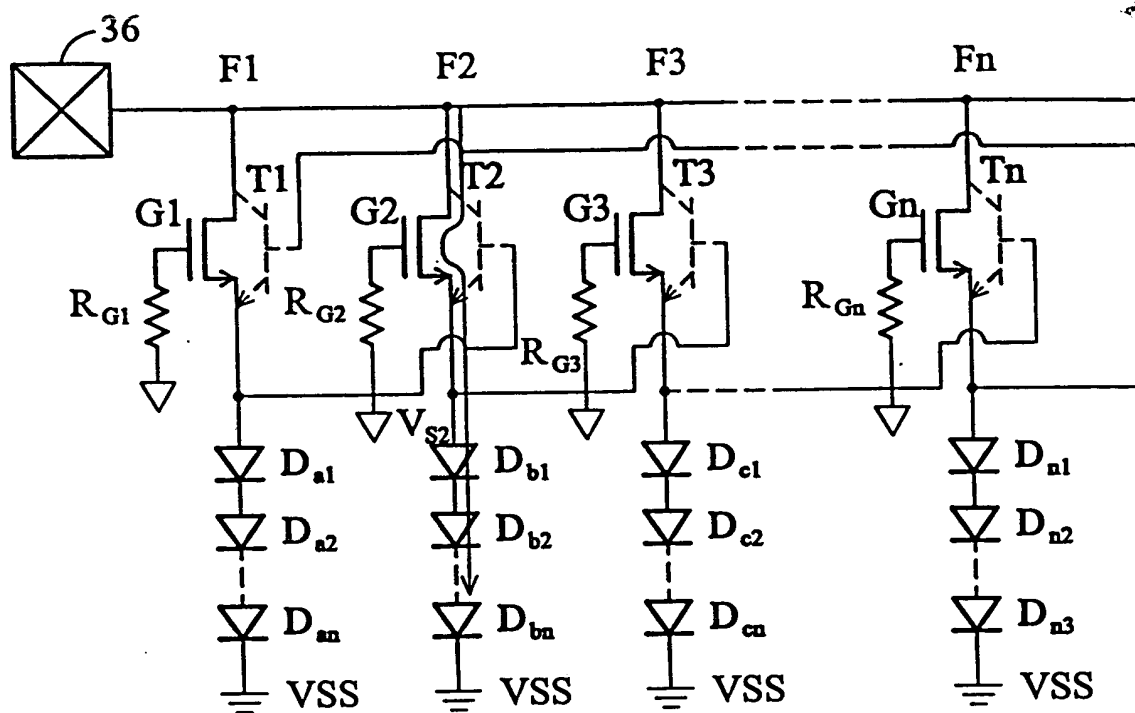 36
F1 F2 F3 Fn
T1 T2 T3 Tn
G1 G2 G3 Gn
RG1 RG2 RG3 RGn
VS2
Da1 Db1 Dc1 Dn1
Da2 Db2 Dc2 Dn2
Dan Dbn Dcn Dn3
VSS VSS VSS VSS